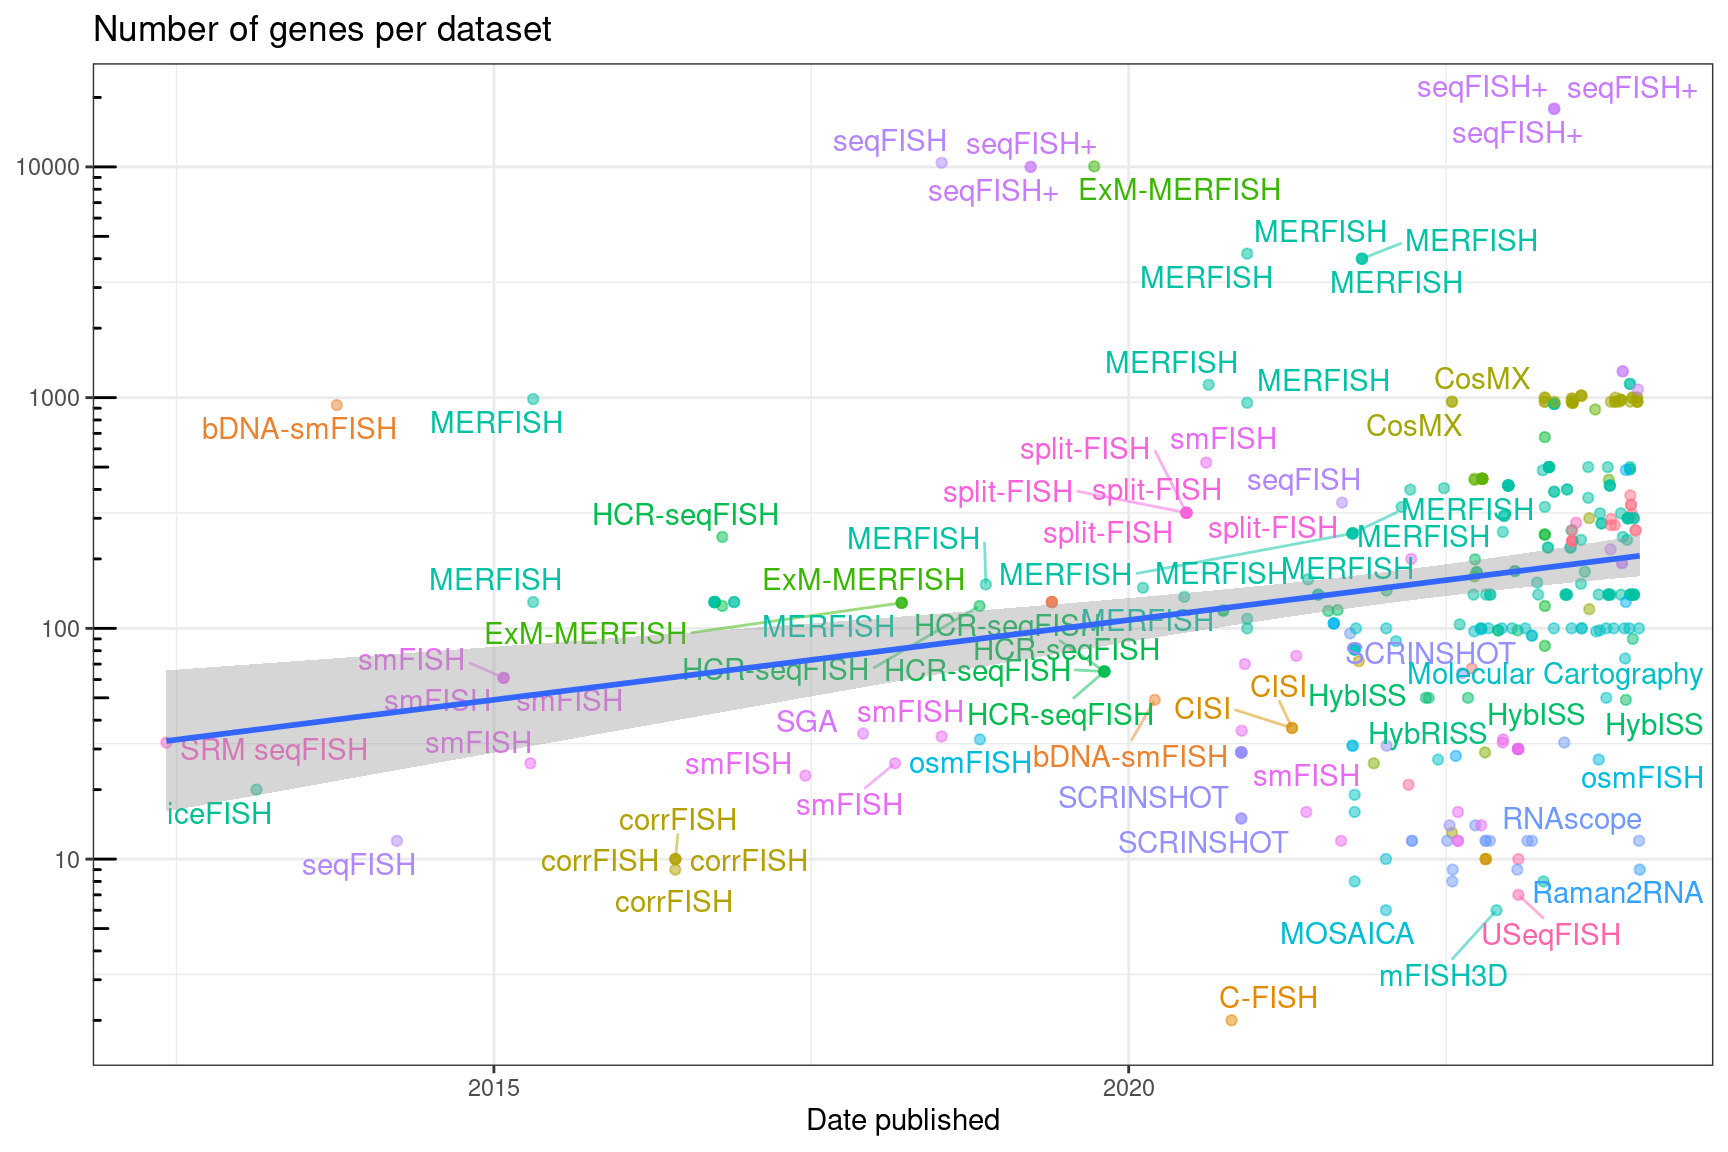 Number of genes per dataset
seqFISH+ seqFISH+
seqFISH+
seqFISH seqFISH+
seqFISH+ ExM-MERFISH
10000
MERFISH MERFISH
MERFISH MERFISH
MERFISH MERFISH CosMX
1000
bDNA-smFISH MERFISH CosMX
split-FISH smFISH
split-FISH split-FISH seqFISH
HCR-seqFISH MERFISH
MERFISH split-FISH split-FISH MERFISH
MERFISH ExM-MERFISH MERFISH MERFISH MERFISH
100
ExM-MERFISH MERFISH HCR-seqFISH MERFISH
smFISH HCR-seqFISH SCRINSHOT
HCR-seqFISH HCR-seqFISH Molecular Cartography
smFISH smFISH CISI HybISS
SGA smFISH HCR-seqFISH CISI HybISS HybISS
smFISH HybRISS
SRM seqFISH smFISH osmFISH bDNA-smFISH smFISH osmFISH
iceFISH smFISH SCRINSHOT
corrFISH SCRINSHOT RNAscope
10
seqFISH corrFISH corrFISH
corrFISH Raman2RNA
MOSAICA USeqFISH
mFISH3D
C-FISH
2015 2020
Date published